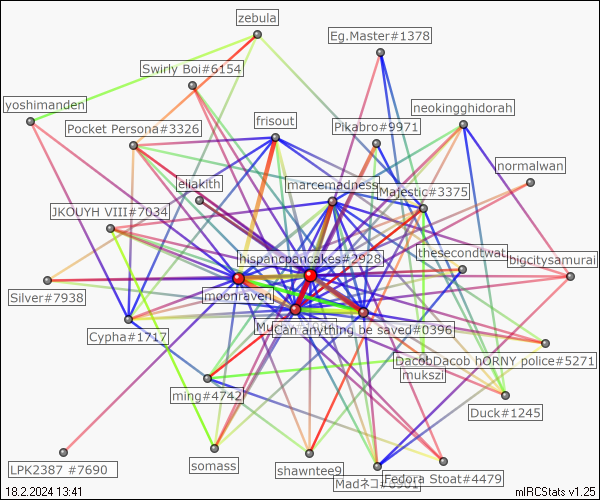 zebula
Eg.Master#1378
Swirly Boi#6154
yoshimanden
neokingghidorah
frisout
Pikabro#9971
Pocket Persona#3326
normalwan
eliakith
marcemadness
Majestic#3375
JKOUYH VIII#7034
thesecondtwat
hispancpancakes#2928
bigcitysamurai
Silver#7938
moonraven
Can anything be saved#0396
Cypha#1717
DacobDacob hORNY police#5271
mukszi
ming#4742
Duck#1245
LPK2387 #7690
somass
shawntee9
Fedora Stoat#4479
18.2.2024 13:41
mIRCStats v1.25